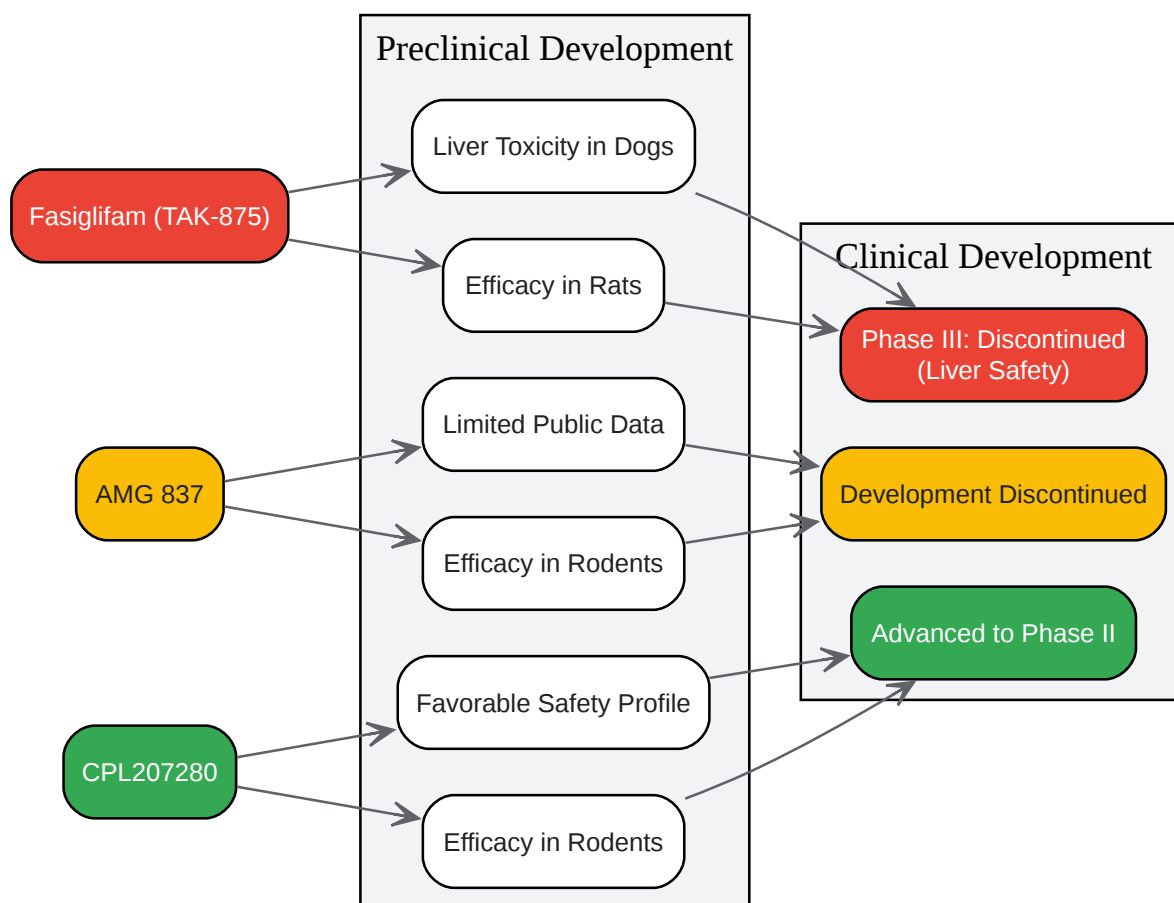 Preclinical Development
Liver Toxicity in Dogs
Fasiglifam (TAK-875)
Efficacy in Rats
Clinical Development
Phase III: Discontinued
(Liver Safety)
Limited Public Data
AMG 837
Development Discontinued
Efficacy in Rodents
Advanced to Phase II
Favorable Safety Profile
CPL207280
Efficacy in Rodents